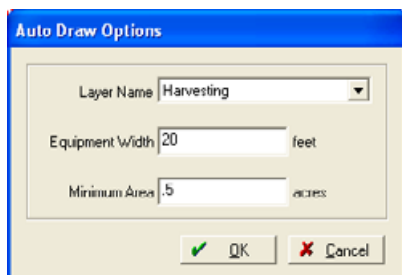 Auto Draw Options
Layer Name Harvesting
Equipment Width 20 feet
Minimum Area .5 acres
OK Cancel